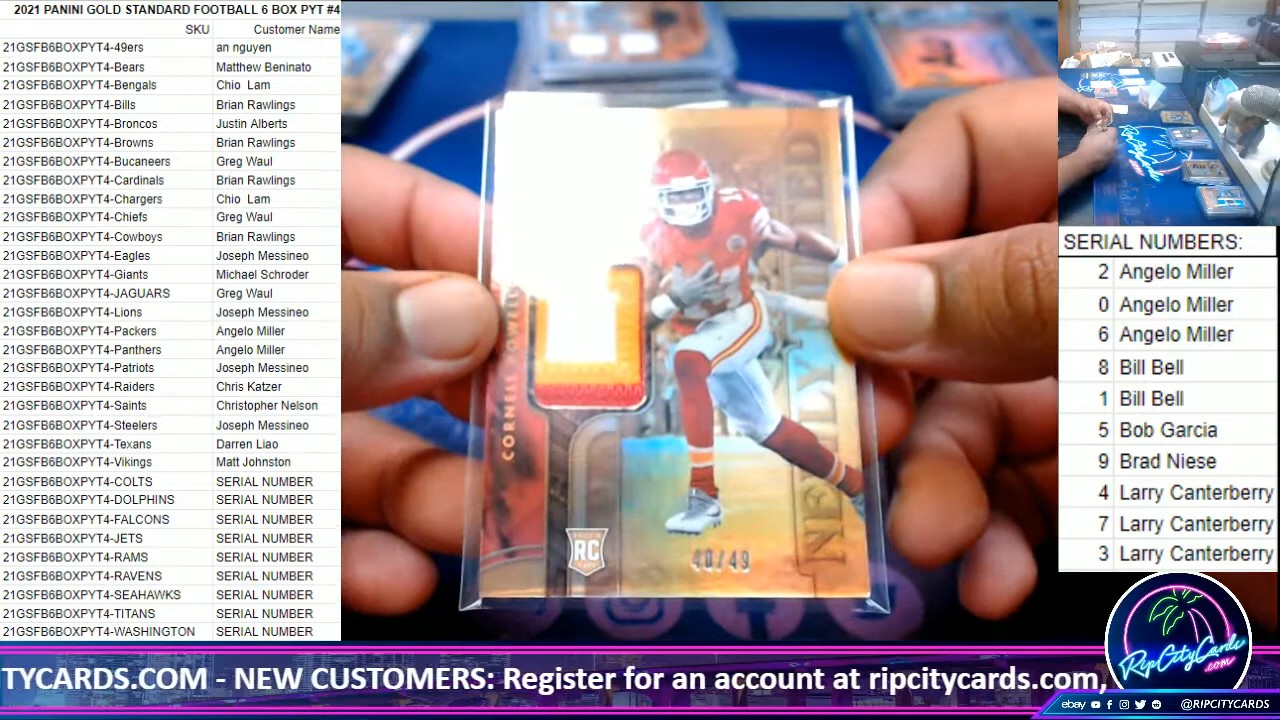 2021 PANINI GOLD STANDARD FOOTBALL 6 BOX PYT #4
SKU Customer Name
21GSFB6BOXPYT4-49ers an nguyen
21GSFB6BOXPYT4-Bears Matthew Beninato
21GSFB6BOXPYT4-Bengals Chio Lam
21GSFB6BOXPYT4-Bills Brian Rawlings
21GSFB6BOXPYT4-Broncos Justin Alberts
21GSFB6BOXPYT4-Browns Brian Rawlings
21GSFB6BOXPYT4-Bucaneers Greg Waul
21GSFB6BOXPYT4-Cardinals Brian Rawlings
21GSFB6BOXPYT4-Chargers Chio Lam
21GSFB6BOXPYT4-Chiefs Greg Waul
21GSFB6BOXPYT4-Cowboys Brian Rawlings
21GSFB6BOXPYT4-Eagles Joseph Messineo
21GSFB6BOXPYT4-Giants Michael Schroder
21GSFB6BOXPYT4-JAGUARS Greg Waul
21GSFB6BOXPYT4-Lions Joseph Messineo
21GSFB6BOXPYT4-Packers Angelo Miller
21GSFB6BOXPYT4-Panthers Angelo Miller
21GSFB6BOXPYT4-Patriots Joseph Messineo
21GSFB6BOXPYT4-Raiders Chris Katzer
21GSFB6BOXPYT4-Saints Christopher Nelson
21GSFB6BOXPYT4-Steelers Joseph Messineo
21GSFB6BOXPYT4-Texans Darren Liao
21GSFB6BOXPYT4-Vikings Matt Johnston
21GSFB6BOXPYT4-COLTS SERIAL NUMBER
21GSFB6BOXPYT4-DOLPHINS SERIAL NUMBER
21GSFB6BOXPYT4-FALCONS SERIAL NUMBER
21GSFB6BOXPYT4-JETS SERIAL NUMBER
21GSFB6BOXPYT4-RAMS SERIAL NUMBER
21GSFB6BOXPYT4-RAVENS SERIAL NUMBER
21GSFB6BOXPYT4-SEAHAWKS SERIAL NUMBER
21GSFB6BOXPYT4-TITANS SERIAL NUMBER
21GSFB6BOXPYT4-WASHINGTON SERIAL NUMBER
CORNELL POWELL
NEWLY MINTED
RC
40/49
SERIAL NUMBERS:
2 Angelo Miller
0 Angelo Miller
6 Angelo Miller
8 Bill Bell
1 Bill Bell
5 Bob Garcia
9 Brad Niese
4 Larry Canterberry
7 Larry Canterberry
3 Larry Canterberry
RipCityCards
.com
TYCARDS.COM - NEW CUSTOMERS: Register for an account at ripcitycards.com,
ebay @RIPCITYCARDS